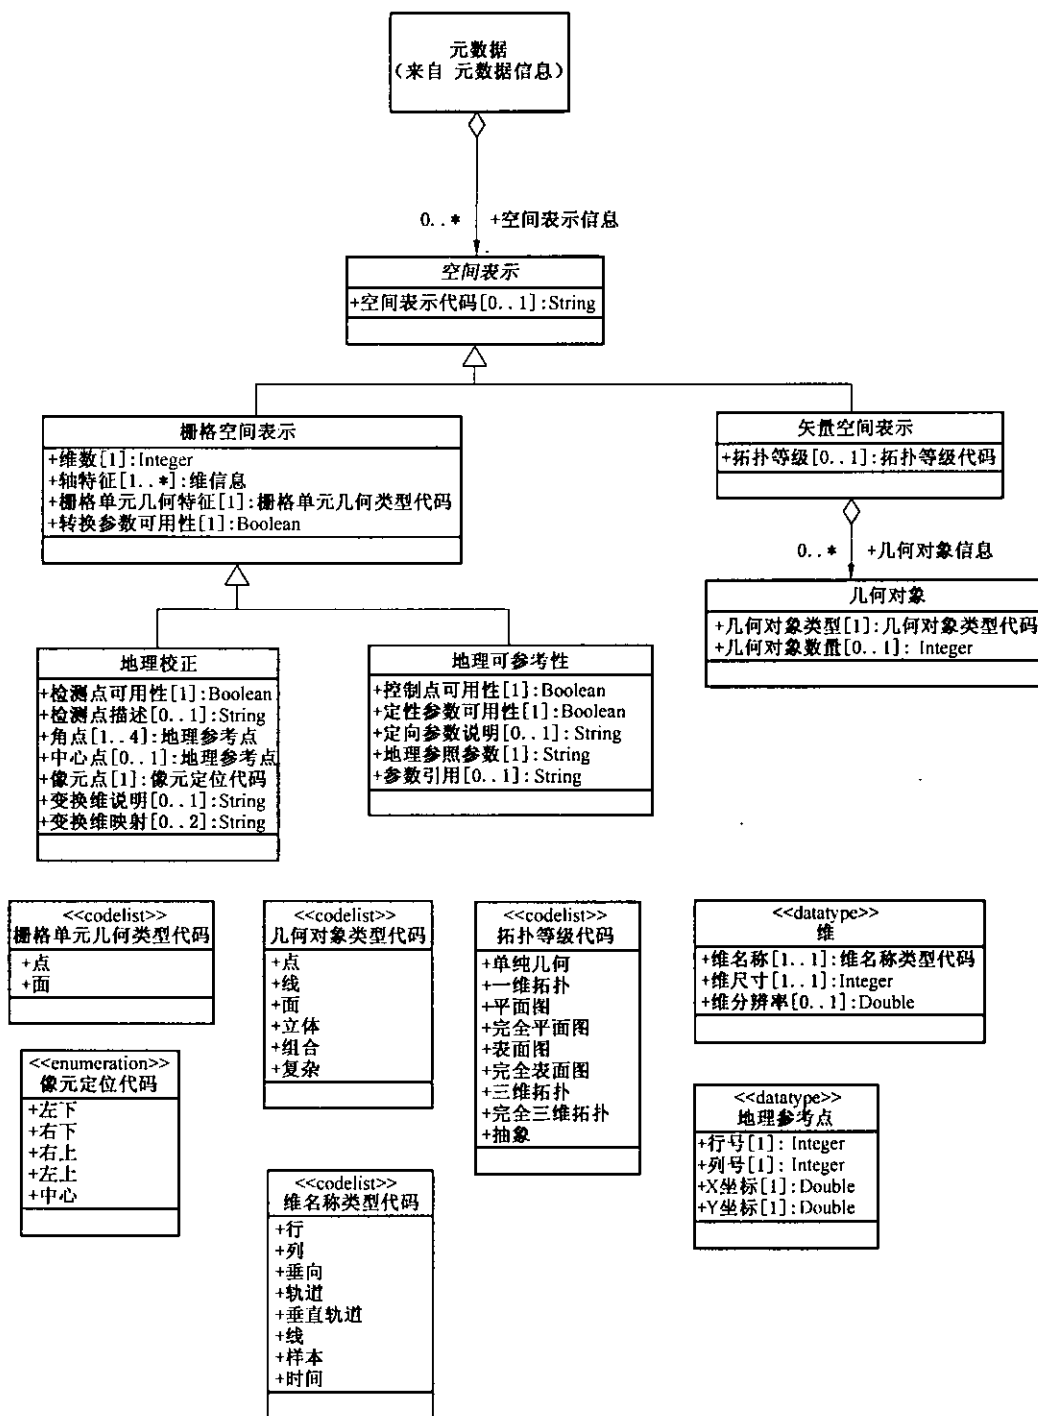 元数据
(来自 元数据信息)
0..* +空间表示信息
空间表示
+空间表示代码[0..1]:String
栅格空间表示
+维数[1]:Integer
+轴特征[1..*]:维信息
+栅格单元几何特征[1]:栅格单元几何类型代码
+转换参数可用性[1]:Boolean
矢量空间表示
+拓扑等级[0..1]:拓扑等级代码
0..* +几何对象信息
几何对象
+几何对象类型[1]:几何对象类型代码
+几何对象数量[0..1]: Integer
地理校正
+检测点可用性[1]:Boolean
+检测点描述[0..1]:String
+角点[1..4]:地理参考点
+中心点[0..1]:地理参考点
+像元点[1]:像元定位代码
+变换维说明[0..1]:String
+变换维映射[0..2]:String
地理可参考性
+控制点可用性[1]:Boolean
+定性参数可用性[1]:Boolean
+定向参数说明[0..1]:String
+地理参照参数[1]:String
+参数引用[0..1]:String
<<codelist>>
栅格单元几何类型代码
+点
+面
<<enumeration>>
像元定位代码
+左下
+右下
+右上
+左上
+中心
<<codelist>>
几何对象类型代码
+点
+线
+面
+立体
+组合
+复杂
<<codelist>>
维名称类型代码
+行
+列
+垂向
+轨道
+垂直轨道
+线
+样本
+时间
<<codelist>>
拓扑等级代码
+单纯几何
+一维拓扑
+平面图
+完全平面图
+表面图
+完全表面图
+三维拓扑
+完全三维拓扑
+抽象
<<datatype>>
维
+维名称[1..1]:维名称类型代码
+维尺寸[1..1]:Integer
+维分辨率[0..1]:Double
<<datatype>>
地理参考点
+行号[1]: Integer
+列号[1]: Integer
+X坐标[1]:Double
+Y坐标[1]:Double